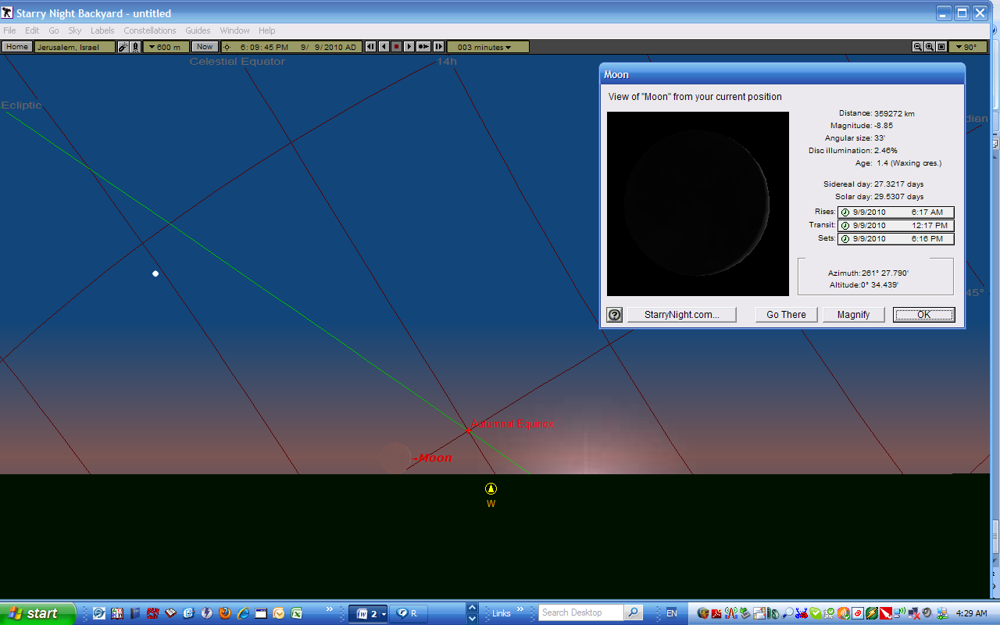 Starry Night Backyard - untitled
File Edit Go Sky Labels Constellations Guides Window Help
Home Jerusalem, Israel 600 m Now 6:09:45 PM 9/ 9/2010 AD 003 minutes 90°
Celestial Equator 14h
Ecliptic
dian
45°
Moon
View of "Moon" from your current position
Distance: 359272 km
Magnitude: -8.85
Angular size: 33'
Disc illumination: 2.46%
Age: 1.4 (Waxing cres.)
Sidereal day: 27.3217 days
Solar day: 29.5307 days
Rises: 9/9/2010 6:17 AM
Transit: 9/9/2010 12:17 PM
Sets: 9/9/2010 6:16 PM
Azimuth: 261° 27.790'
Altitude: 0° 34.439'
? StarryNight.com... Go There Magnify OK
Autumnal Equinox
Moon
W
start W 2 R Links Search Desktop EN 4:29 AM